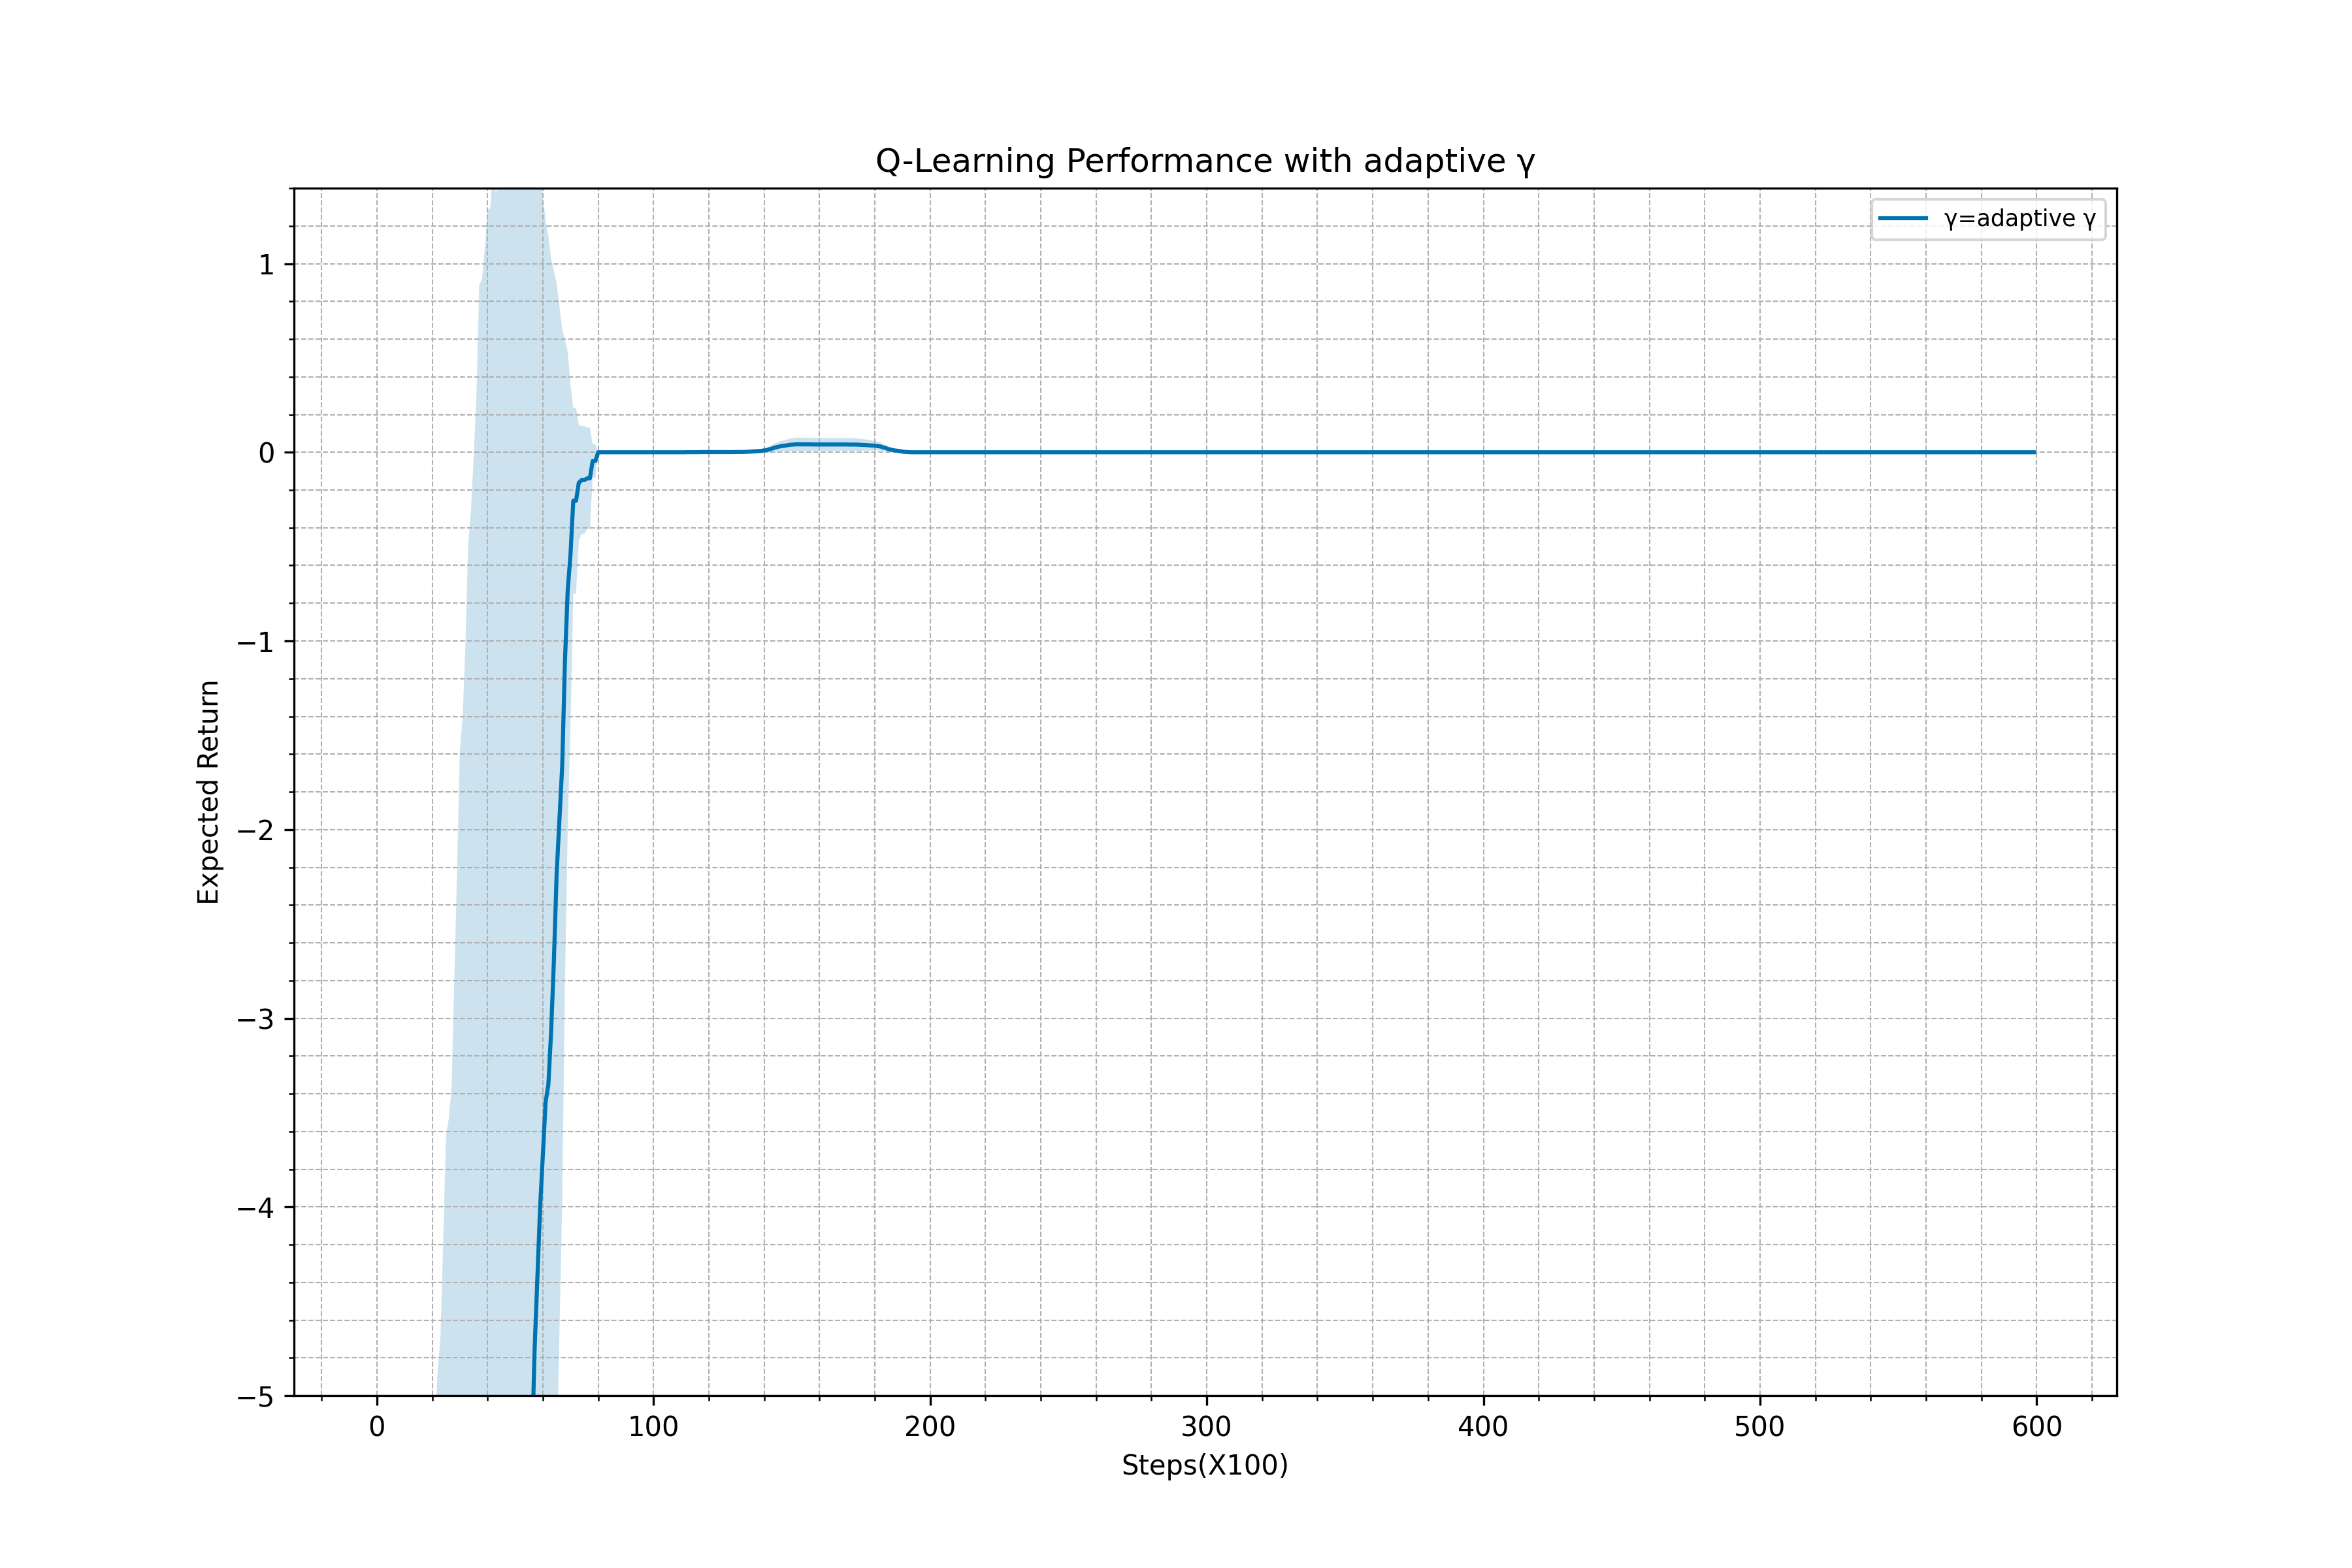 Q-Learning Performance with adaptive γ
γ=adaptive γ
1
0
−1
−2
−3
−4
−5
Expected Return
0 100 200 300 400 500 600
Steps(X100)